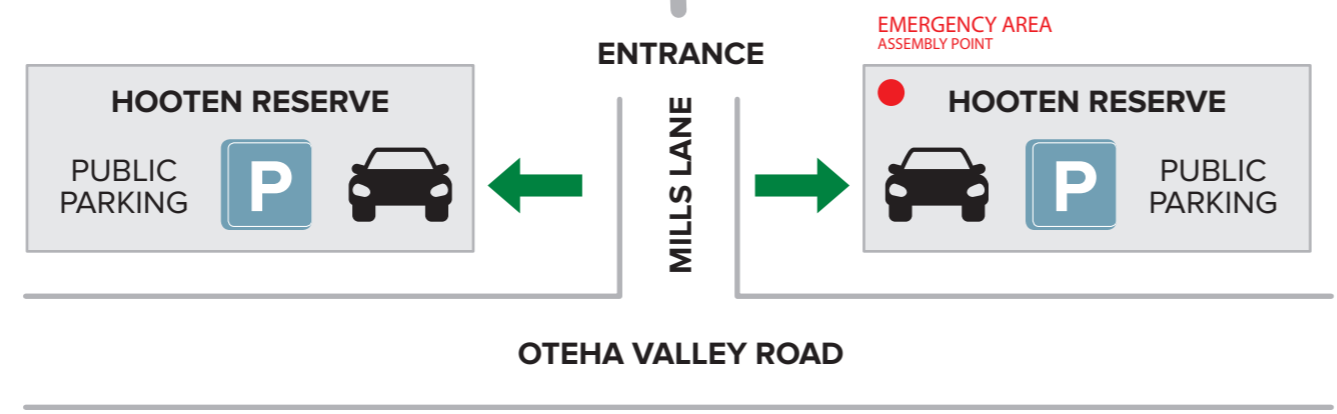 EMERGENCY AREA
ASSEMBLY POINT
ENTRANCE
HOOTEN RESERVE
PUBLIC
PARKING
P
MILLS LANE
HOOTEN RESERVE
P
PUBLIC
PARKING
OTEHA VALLEY ROAD